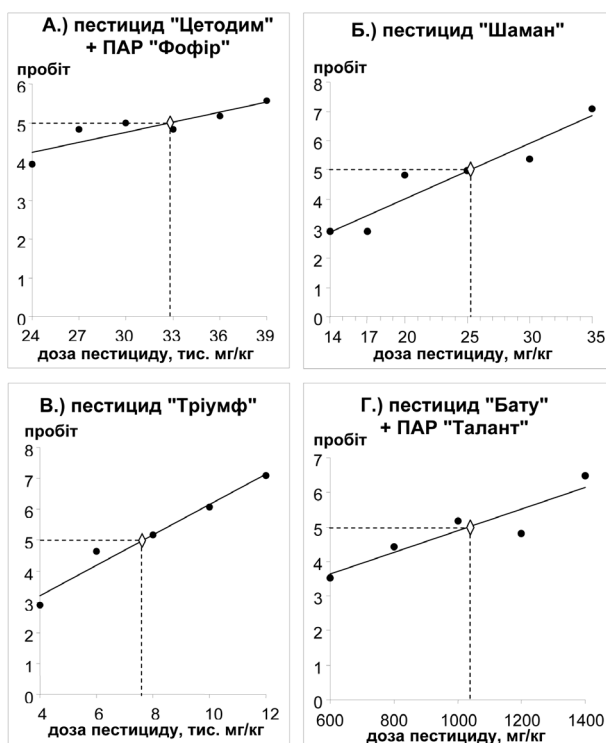 А.) пестицид "Цетодим"
+ ПАР "Фофір"
пробіт
6
5
4
3
2
1
0
24 27 30 33 36 39
доза пестициду, тис. мг/кг
Б.) пестицид "Шаман"
пробіт
8
7
6
5
4
3
2
1
0
14 17 20 25 30 35
доза пестициду, мг/кг
В.) пестицид "Тріумф"
пробіт
8
7
6
5
4
3
2
1
0
4 6 8 10 12
доза пестициду, тис. мг/кг
Г.) пестицид "Бату"
+ ПАР "Талант"
пробіт
7
6
5
4
3
2
1
0
600 800 1000 1200 1400
доза пестициду, мг/кг